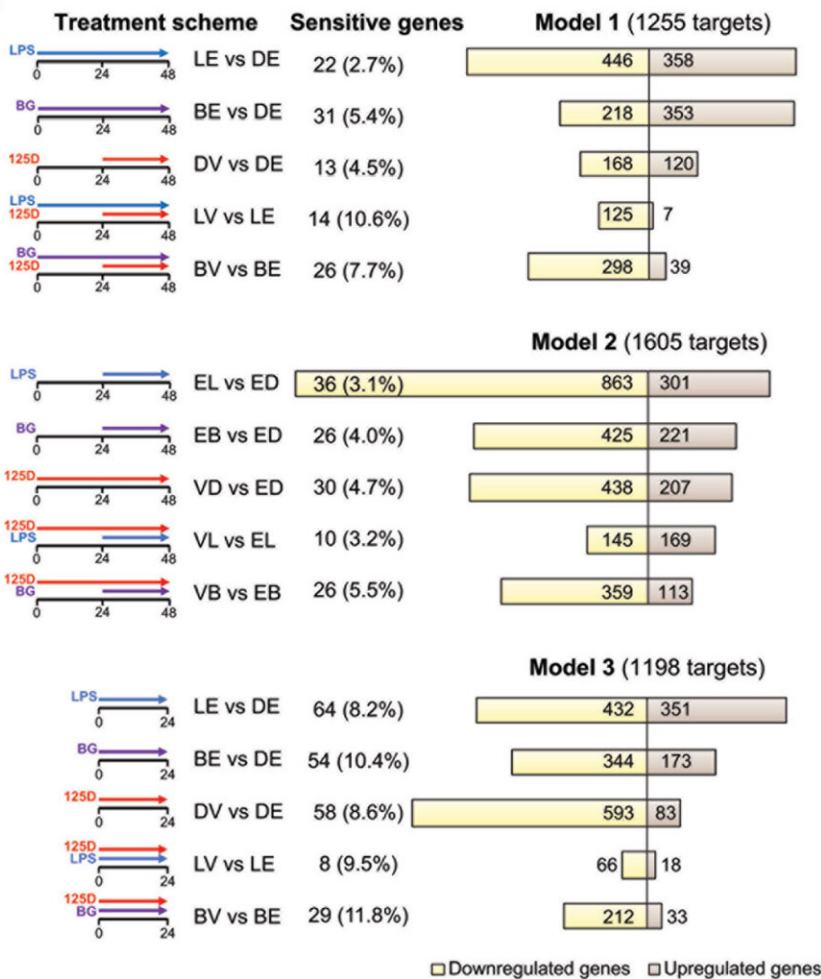 Treatment scheme Sensitive genes Model 1 (1255 targets)
LPS 0 24 48 LE vs DE 22 (2.7%) 446 358
BG 0 24 48 BE vs DE 31 (5.4%) 218 353
125D 0 24 48 DV vs DE 13 (4.5%) 168 120
LPS 125D 0 24 48 LV vs LE 14 (10.6%) 125 7
BG 125D 0 24 48 BV vs BE 26 (7.7%) 298 39
Model 2 (1605 targets)
LPS 0 24 48 EL vs ED 36 (3.1%) 863 301
BG 0 24 48 EB vs ED 26 (4.0%) 425 221
125D 0 24 48 VD vs ED 30 (4.7%) 438 207
125D LPS 0 24 48 VL vs EL 10 (3.2%) 145 169
125D BG 0 24 48 VB vs EB 26 (5.5%) 359 113
Model 3 (1198 targets)
LPS 0 24 LE vs DE 64 (8.2%) 432 351
BG 0 24 BE vs DE 54 (10.4%) 344 173
125D 0 24 DV vs DE 58 (8.6%) 593 83
125D LPS 0 24 LV vs LE 8 (9.5%) 66 18
125D BG 0 24 BV vs BE 29 (11.8%) 212 33
Downregulated genes Upregulated genes